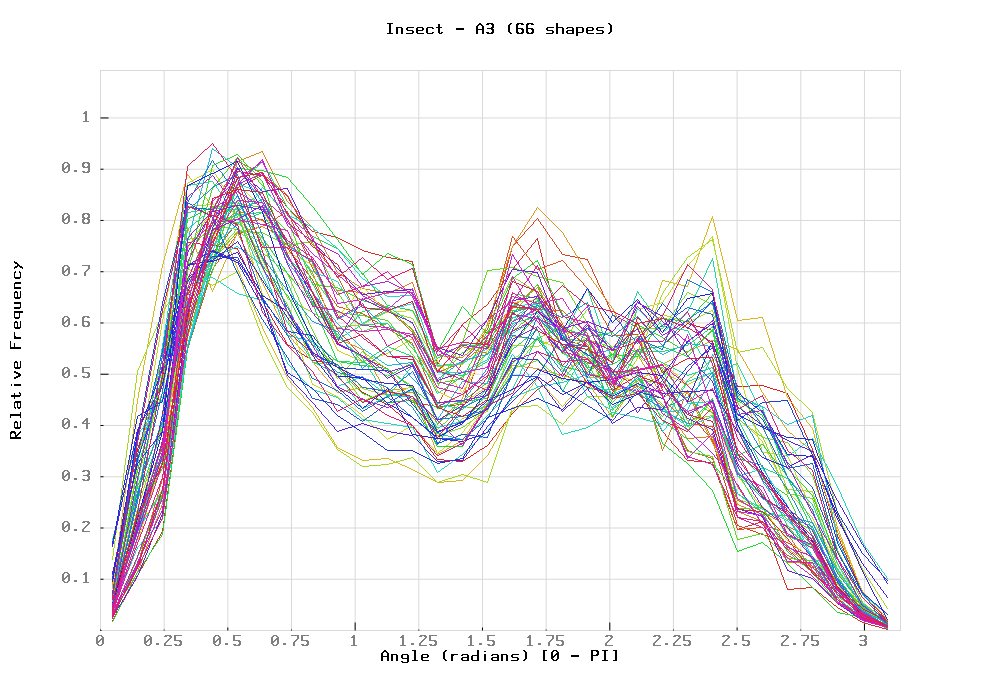 Insect - A3 (66 shapes)
Relative Frequency
1
0.9
0.8
0.7
0.6
0.5
0.4
0.3
0.2
0.1
0 0.25 0.5 0.75 1 1.25 1.5 1.75 2 2.25 2.5 2.75 3
Angle (radians) [0 - PI]